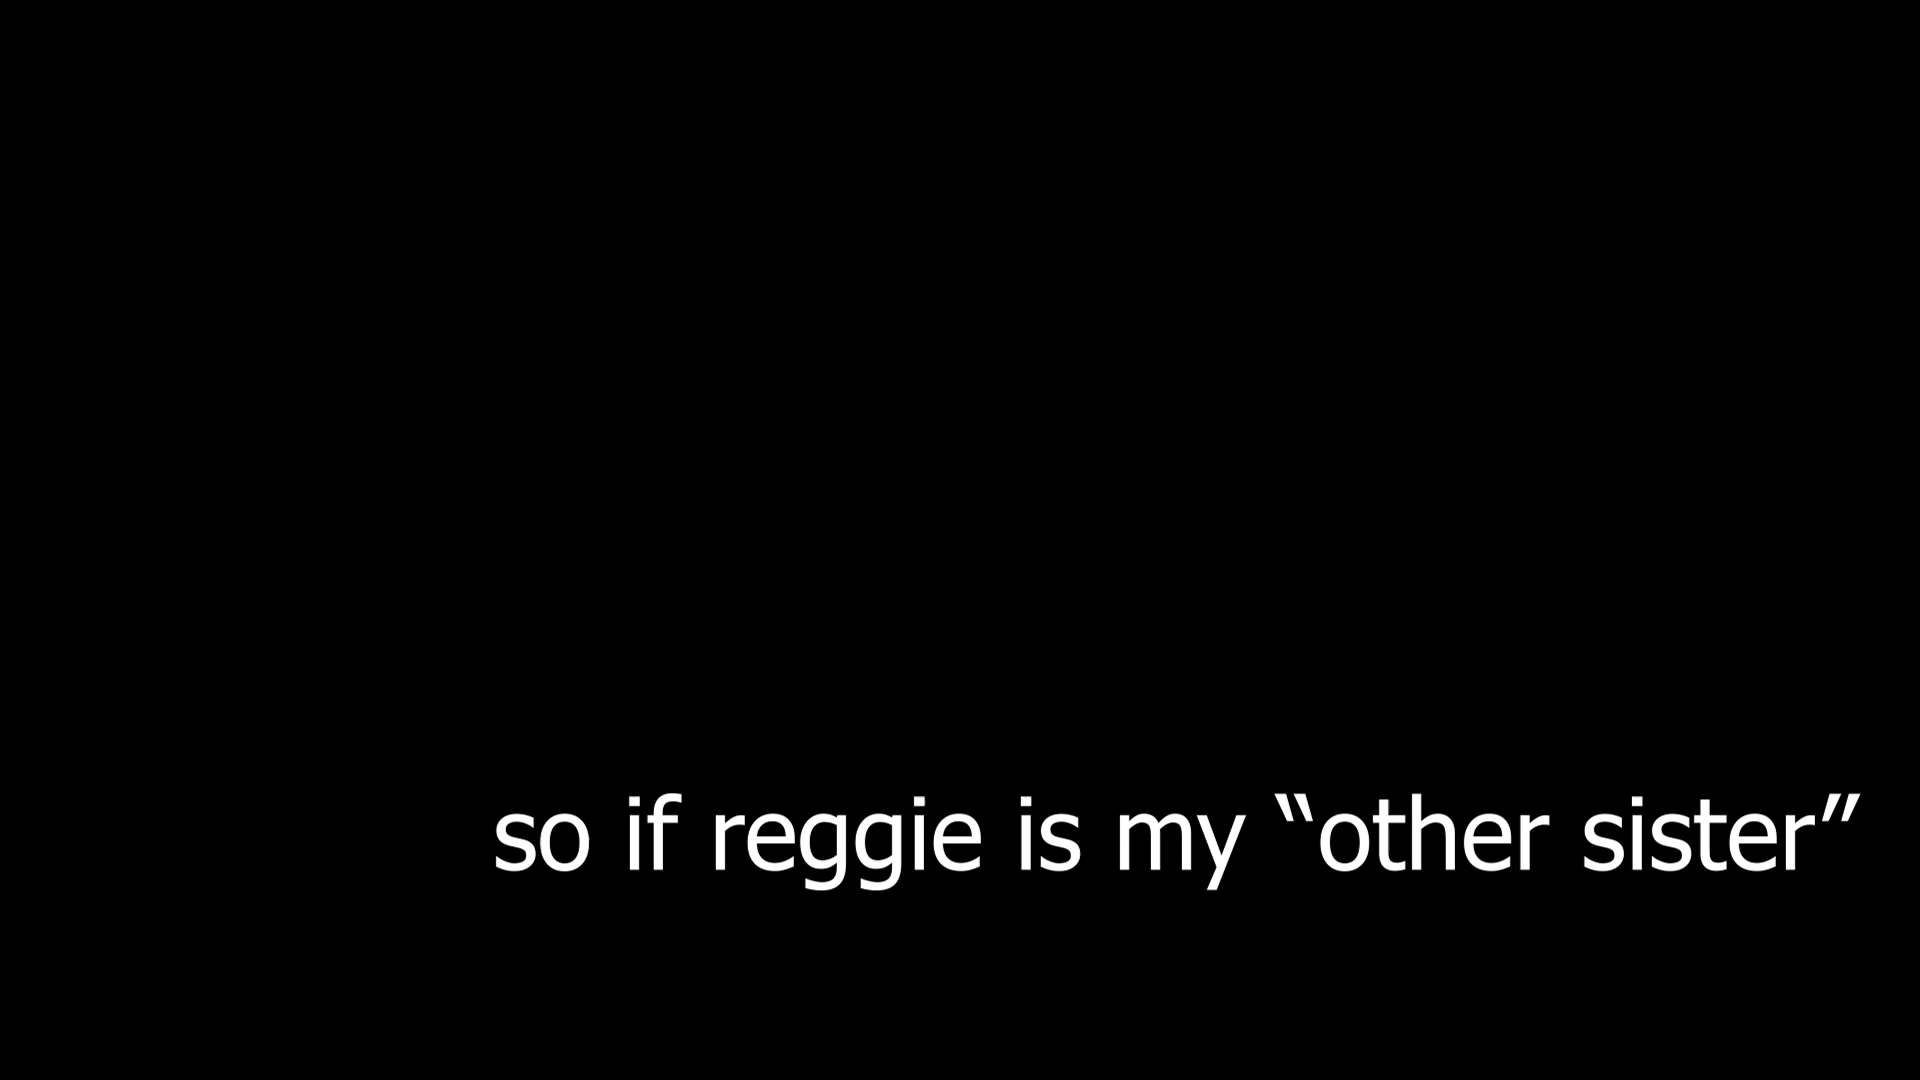 so if reggie is my “other sister”